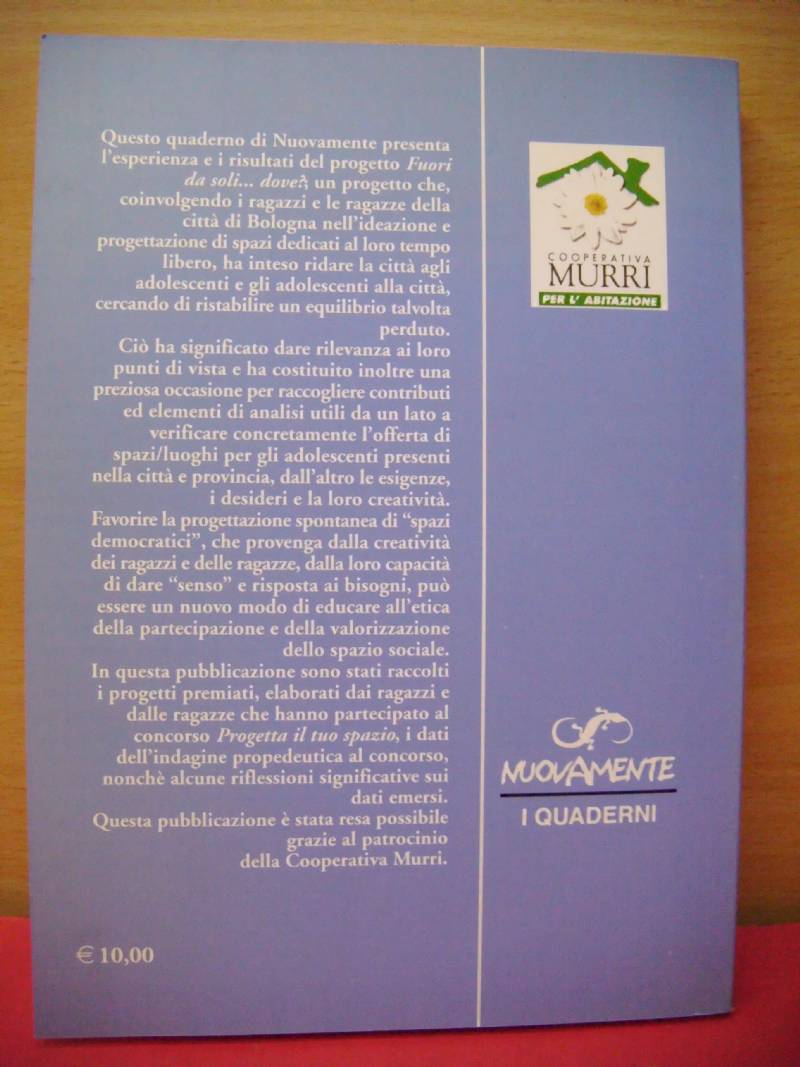 Questo quaderno di Nuovamente presenta
l'esperienza e i risultati del progetto Fuori
da soli... dove?, un progetto che,
coinvolgendo i ragazzi e le ragazze della
città di Bologna nell'ideazione e
progettazione di spazi dedicati al loro tempo
libero, ha inteso ridare la città agli
adolescenti e gli adolescenti alla città,
cercando di ristabilire un equilibrio talvolta
perduto.
Ciò ha significato dare rilevanza ai loro
punti di vista e ha costituito inoltre una
preziosa occasione per raccogliere contributi
ed elementi di analisi utili da un lato a
verificare concretamente l'offerta di
spazi/luoghi per gli adolescenti presenti
nella città e provincia, dall'altro le esigenze,
i desideri e la loro creatività.
Favorire la progettazione spontanea di “spazi
democratici”, che provenga dalla creatività
dei ragazzi e delle ragazze, dalla loro capacità
di dare “senso” e risposta ai bisogni, può
essere un nuovo modo di educare all'etica
della partecipazione e della valorizzazione
dello spazio sociale.
In questa pubblicazione sono stati raccolti
i progetti premiati, elaborati dai ragazzi e
dalle ragazze che hanno partecipato al
concorso Progetta il tuo spazio, i dati
dell'indagine propedeutica al concorso,
nonchè alcune riflessioni significative sui
dati emersi.
Questa pubblicazione è stata resa possibile
grazie al patrocinio
della Cooperativa Murri.
€ 10,00
COOPERATIVA
MURRI
PER L' ABITAZIONE
NUOVAMENTE
I QUADERNI